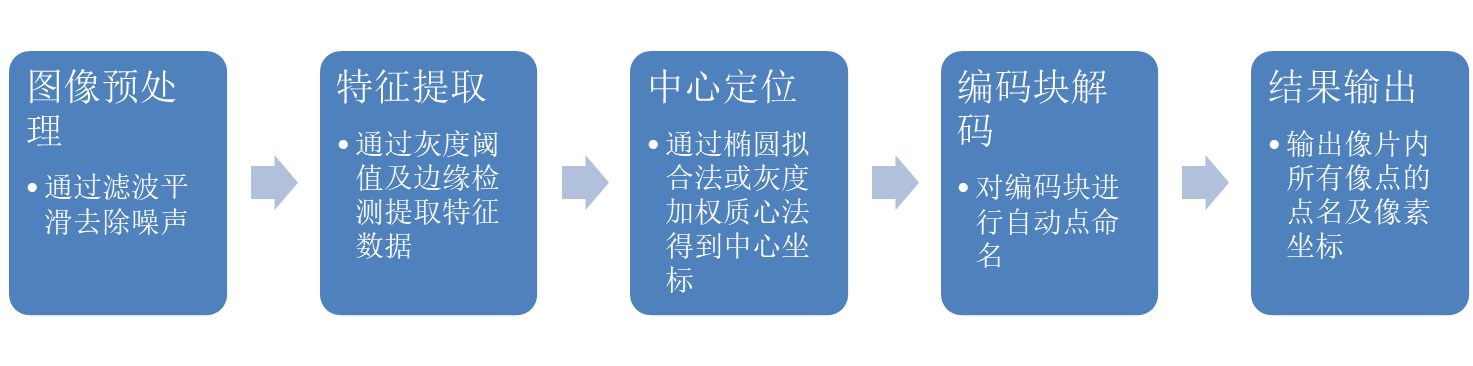 图像预处
理
• 通过滤波平
滑去除噪声
特征提取
• 通过灰度阈
值及边缘检
测提取特征
数据
中心定位
• 通过椭圆拟
合法或灰度
加权质心法
得到中心坐
标
编码块解
码
• 对编码块进
行自动点命
名
结果输出
• 输出像片内
所有像点的
点名及像素
坐标